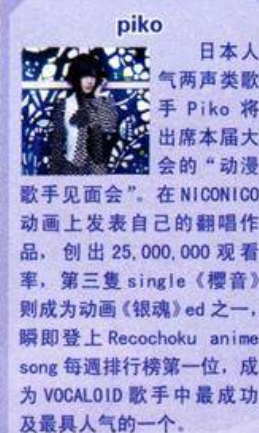 piko
日本人
气两声类歌
手 Piko 将
出席本届大
会的“动漫
歌手见面会”。在 NICONICO
动画上发表自己的翻唱作
品，创出 25,000,000 观看
率，第三隻 single《櫻音》
则成为动画《银魂》ed 之一，
瞬即登上 Recochoku anime
song 每週排行榜第一位，成
为 VOCALOID 歌手中最成功
及最具人气的一个。